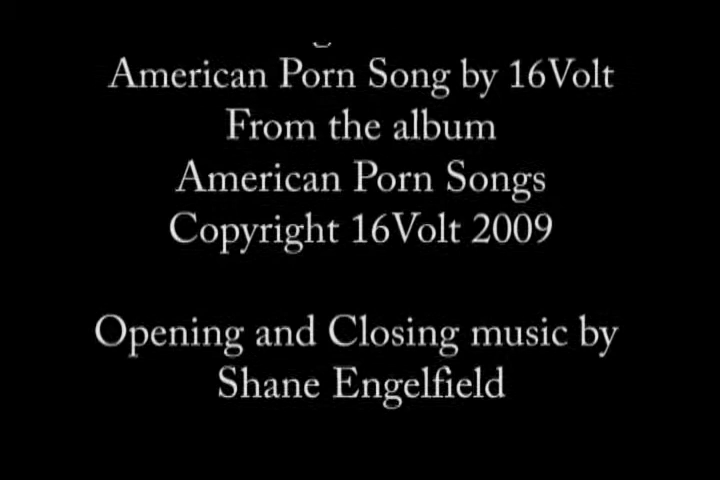 American Porn Song by 16Volt
From the album
American Porn Songs
Copyright 16Volt 2009
Opening and Closing music by
Shane Engelfield